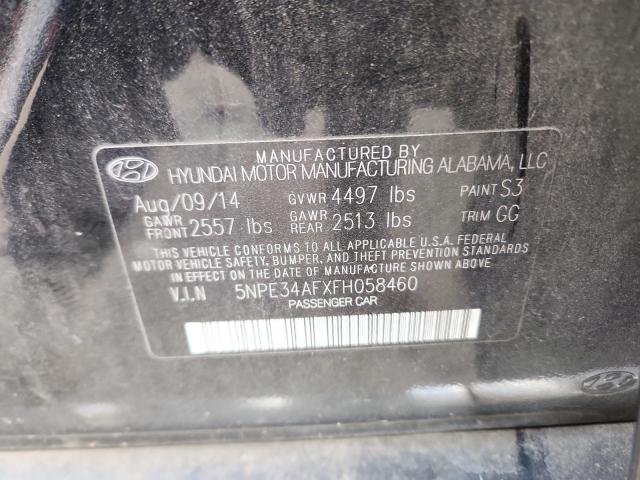 MANUFACTURED BY
HYUNDAI MOTOR MANUFACTURING ALABAMA, LLC
Aug/09/14 GVWR 4497 lbs PAINT S3
GAWR FRONT 2557 lbs GAWR REAR 2513 lbs TRIM GG
THIS VEHICLE CONFORMS TO ALL APPLICABLE U.S.A. FEDERAL
MOTOR VEHICLE SAFETY, BUMPER, AND THEFT PREVENTION STANDARDS
IN EFFECT ON THE DATE OF MANUFACTURE SHOWN ABOVE.
V.I.N 5NPE34AFXFH058460
PASSENGER CAR